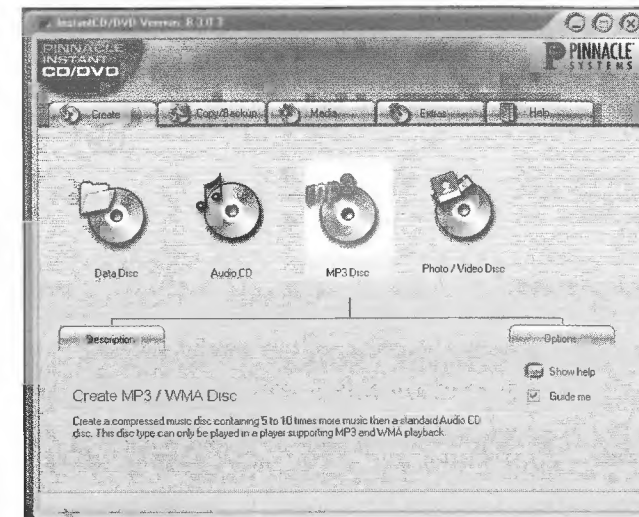 InstantCD/DVD Version: 8.3.0.3
PINNACLE
INSTANT
CD/DVD
PINNACLE
SYSTEMS
Create
Copy/Backup
Media
Extras
Help
Data Disc
Audio CD
MP3 Disc
Photo / Video Disc
Description
Options
Show help
Guide me
Create MP3 / WMA Disc
Create a compressed music disc containing 5 to 10 times more music then a standard Audio CD
disc. This disc type can only be played in a player supporting MP3 and WMA playback.